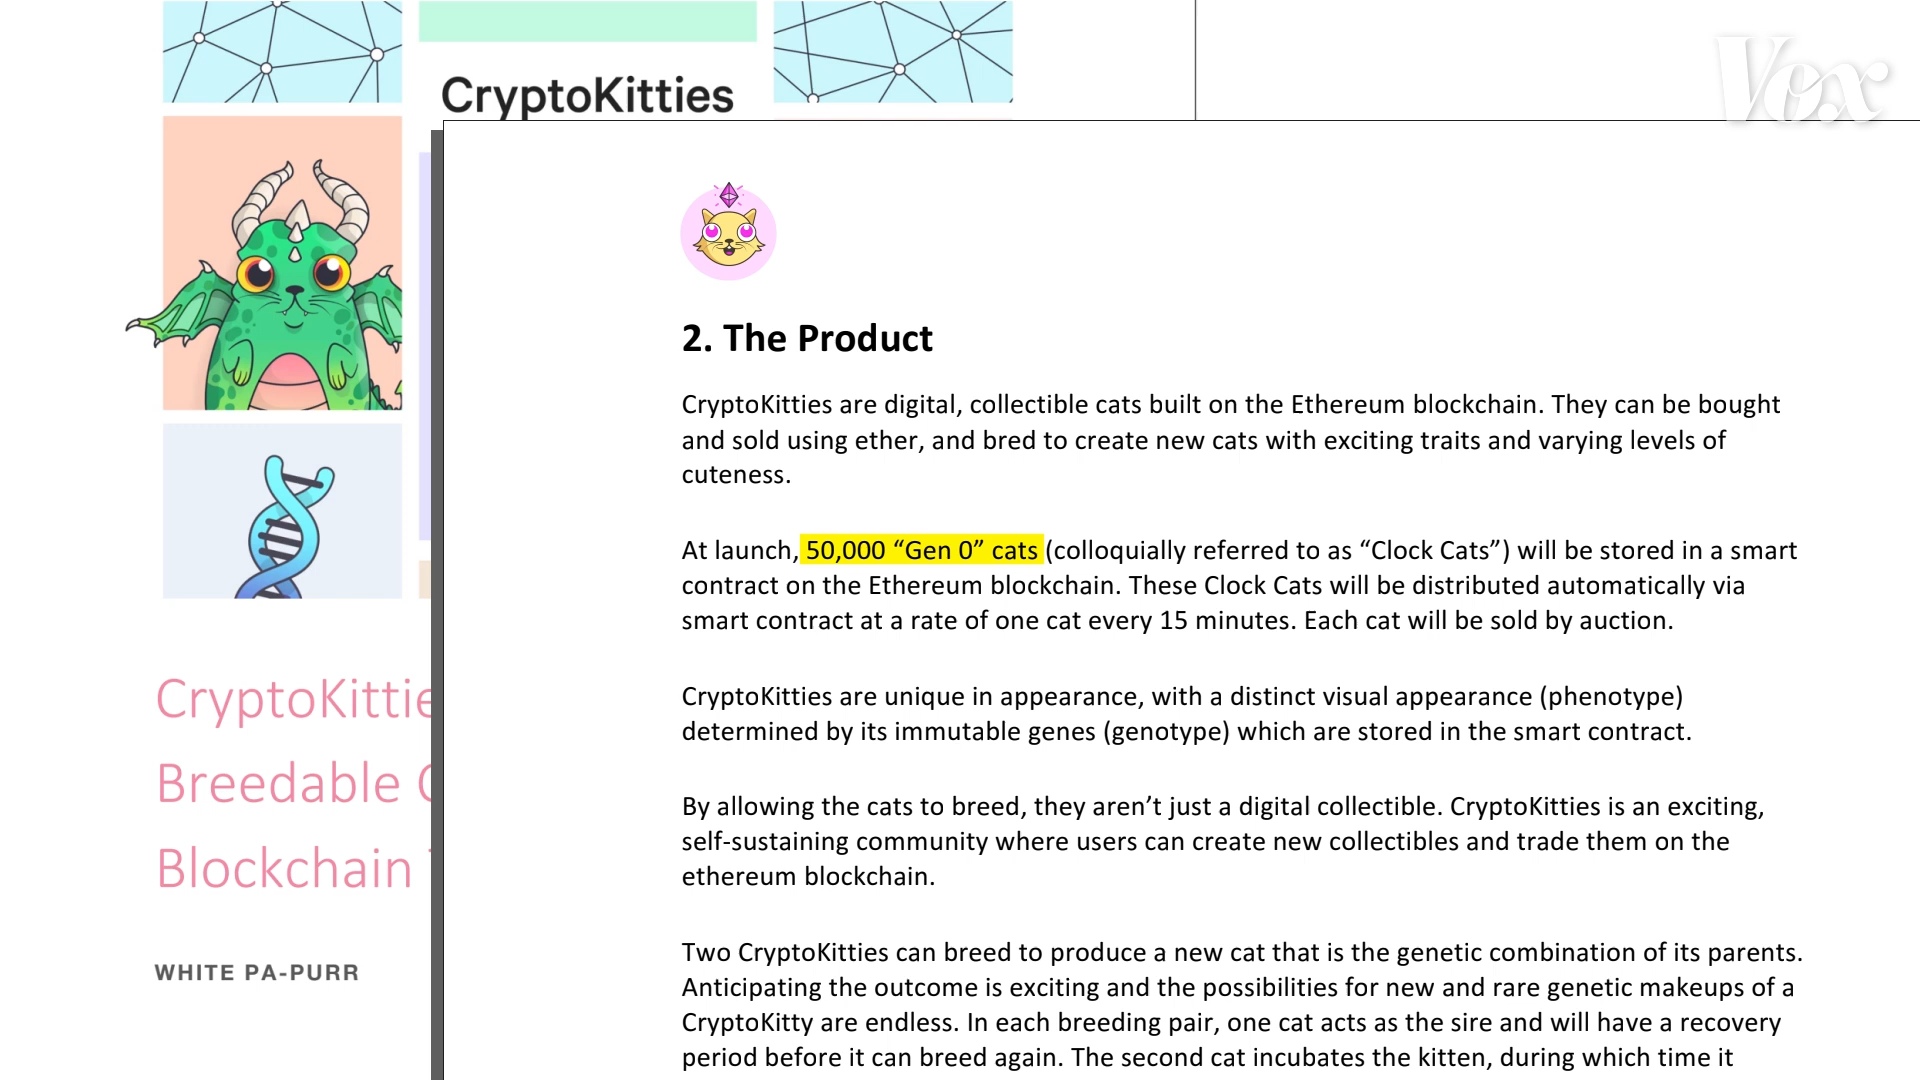 Vox
CryptoKitties
2. The Product
CryptoKitties are digital, collectible cats built on the Ethereum blockchain. They can be bought
and sold using ether, and bred to create new cats with exciting traits and varying levels of
cuteness.
At launch, 50,000 “Gen 0” cats (colloquially referred to as “Clock Cats”) will be stored in a smart
contract on the Ethereum blockchain. These Clock Cats will be distributed automatically via
smart contract at a rate of one cat every 15 minutes. Each cat will be sold by auction.
CryptoKitties are unique in appearance, with a distinct visual appearance (phenotype)
determined by its immutable genes (genotype) which are stored in the smart contract.
By allowing the cats to breed, they aren’t just a digital collectible. CryptoKitties is an exciting,
self-sustaining community where users can create new collectibles and trade them on the
ethereum blockchain.
Two CryptoKitties can breed to produce a new cat that is the genetic combination of its parents.
Anticipating the outcome is exciting and the possibilities for new and rare genetic makeups of a
CryptoKitty are endless. In each breeding pair, one cat acts as the sire and will have a recovery
period before it can breed again. The second cat incubates the kitten, during which time it
CryptoKittie
Breedable
Blockchain
WHITE PA-PURR